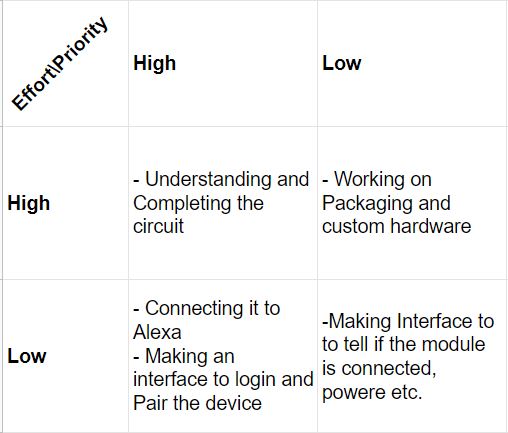 Effort\Priority
High
Low
High
- Understanding and
Completing the
circuit
- Working on
Packaging and
custom hardware
Low
- Connecting it to
Alexa
- Making an
interface to login and
Pair the device
-Making Interface to
to tell if the module
is connected,
powere etc.